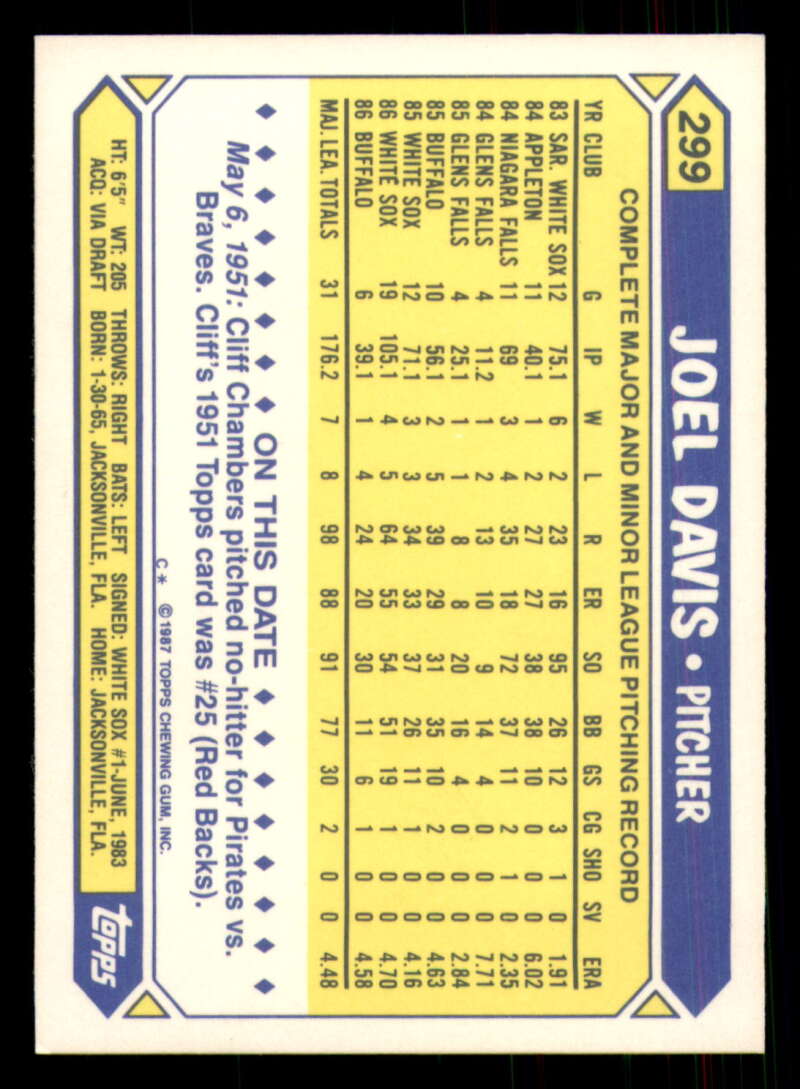 299
JOEL DAVIS • PITCHER
COMPLETE MAJOR AND MINOR LEAGUE PITCHING RECORD
YR CLUB G IP W L R ER SO BB GS CG SHO SV ERA
83 SAR. WHITE SOX 12 75.1 6 2 23 16 95 26 12 3 1 0 1.91
84 APPLETON 11 40.1 1 2 27 27 38 38 10 0 0 0 6.02
84 NIAGARA FALLS 11 69 3 4 35 18 72 37 11 2 1 0 2.35
84 GLENS FALLS 4 11.2 1 2 13 10 9 14 4 0 0 0 7.71
85 GLENS FALLS 4 25.1 1 1 8 8 20 16 4 0 0 0 2.84
85 BUFFALO 10 56.1 2 5 39 29 31 35 10 2 0 0 4.63
85 WHITE SOX 12 71.1 3 3 34 33 37 26 11 1 0 0 4.16
86 WHITE SOX 19 105.1 4 5 64 55 54 51 19 1 0 0 4.70
86 BUFFALO 6 39.1 1 4 24 20 30 11 6 1 0 0 4.58
MAJ. LEA. TOTALS 31 176.2 7 8 98 88 91 77 30 2 0 0 4.48
ON THIS DATE
May 6, 1951: Cliff Chambers pitched no-hitter for Pirates vs.
Braves. Cliff's 1951 Topps card was #25 (Red Backs).
C* ©1987 TOPPS CHEWING GUM, INC.
HT: 6'5" WT: 205 THROWS: RIGHT BATS: LEFT SIGNED: WHITE SOX #1-JUNE, 1983
ACQ: VIA DRAFT BORN: 1-30-65, JACKSONVILLE, FLA. HOME: JACKSONVILLE, FLA.
topps